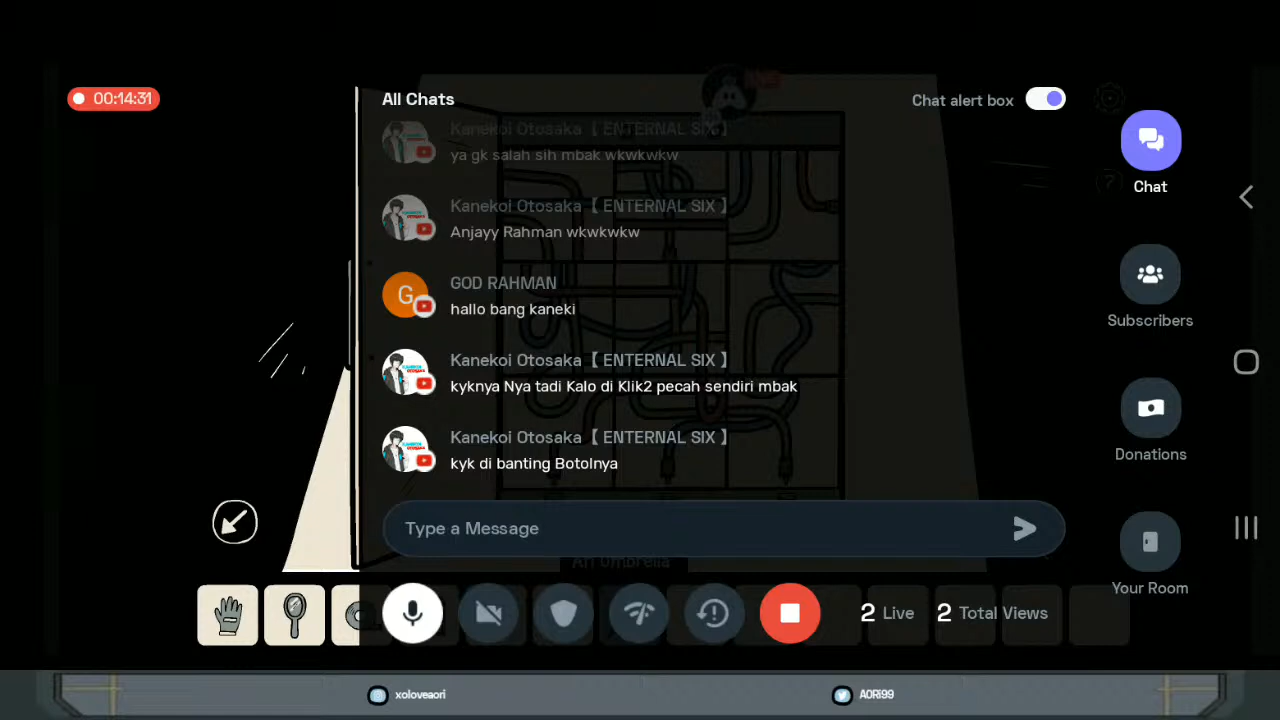 00:14:31
All Chats
Chat alert box
Kanekoi Otosaka【 ENTERNAL SIX 】
ya gk salah sih mbak wkwkwkw
Chat
Kanekoi Otosaka【 ENTERNAL SIX 】
Anjayy Rahman wkwkwkw
G
GOD RAHMAN
hallo bang kaneki
Subscribers
Kanekoi Otosaka【 ENTERNAL SIX 】
kyknya Nya tadi Kalo di Klik2 pecah sendiri mbak
Kanekoi Otosaka【 ENTERNAL SIX 】
kyk di banting Botolnya
Donations
Type a Message
An Umbrella
Your Room
2 Live 2 Total Views
xoloveaori
AORi99